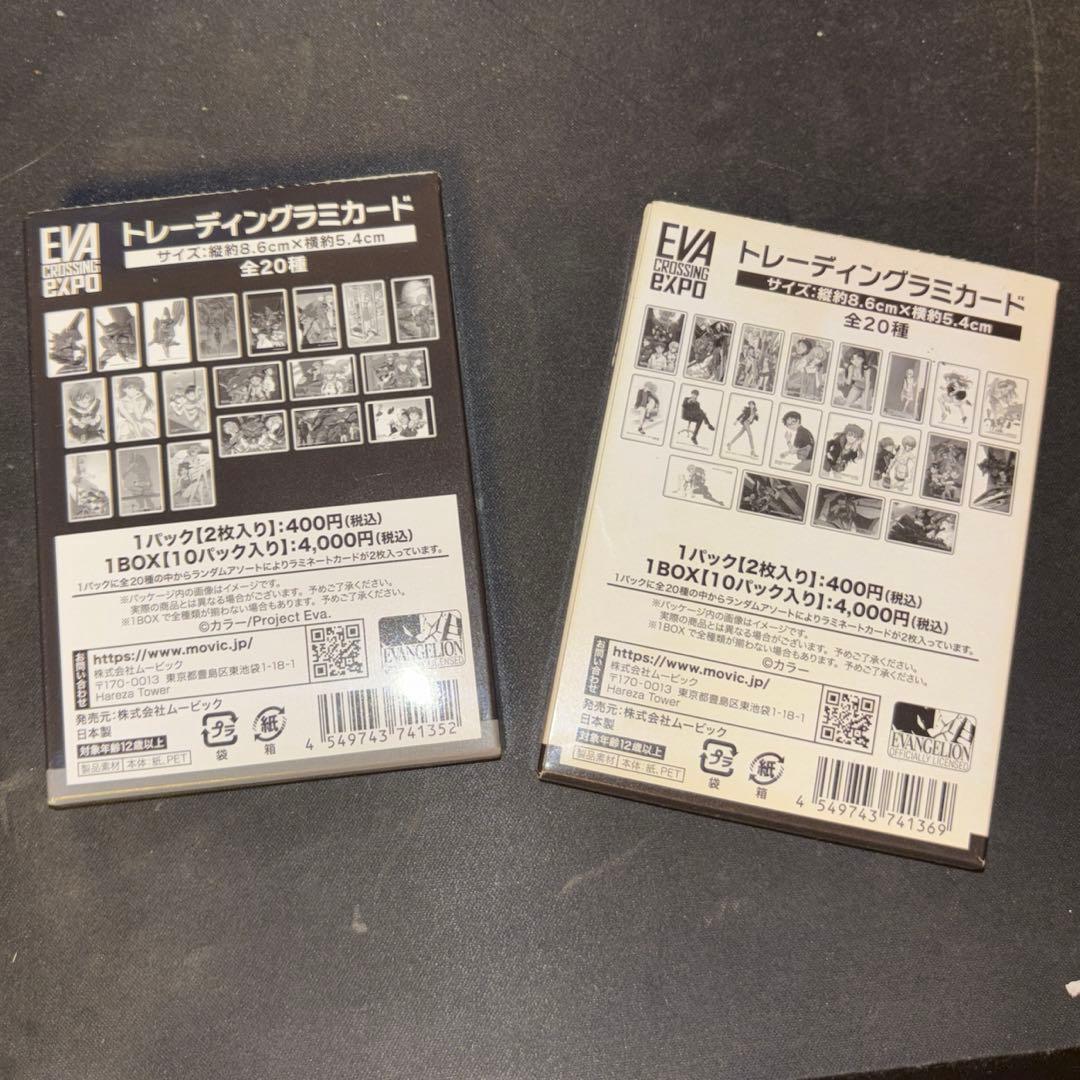 EVA
CROSSING
eXPO
トレーディングラミカード
サイズ:縦約8.6cm×横約5.4cm
全20種
1パック【2枚入り】:400円(税込)
1BOX【10パック入り】:4,000円(税込)
1パックに全20種の中からランダムアソートによりラミネートカードが2枚入っています。
※パッケージ内の画像はイメージです。
実際の商品とは異なる場合がございます。予めご了承ください。
※1BOXで全種類が揃わない場合もあります。予めご了承ください。
©カラー/Project Eva.
お問い合わせ
https://www.movic.jp/
株式会社ムービック
〒170-0013 東京都豊島区東池袋1-18-1
Hareza Tower
EVANGELION
OFFICIALLY LICENSED
発売元:株式会社ムービック
日本製
対象年齢12歳以上
製品素材 本体:紙、PET
プラ
袋
紙
箱
4 549743 741352
EVA
CROSSING
eXPO
トレーディングラミカード
サイズ:縦約8.6cm×横約5.4cm
全20種
1パック【2枚入り】:400円(税込)
1BOX【10パック入り】:4,000円(税込)
1パックに全20種の中からランダムアソートによりラミネートカードが2枚入っています。
※パッケージ内の画像はイメージです。
実際の商品とは異なる場合がございます。予めご了承ください。
※1BOXで全種類が揃わない場合もあります。予めご了承ください。
©カラー
お問い合わせ
https://www.movic.jp/
株式会社ムービック
〒170-0013 東京都豊島区東池袋1-18-1
Hareza Tower
EVANGELION
OFFICIALLY LICENSED
発売元:株式会社ムービック
日本製
対象年齢12歳以上
製品素材 本体:紙、PET
プラ
袋
紙
箱
4 549743 741369